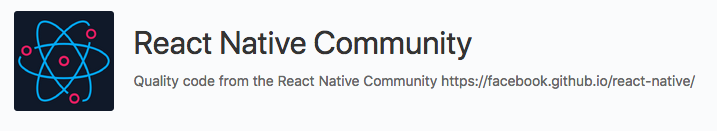 React Native Community
Quality code from the React Native Community https://facebook.github.io/react-native/